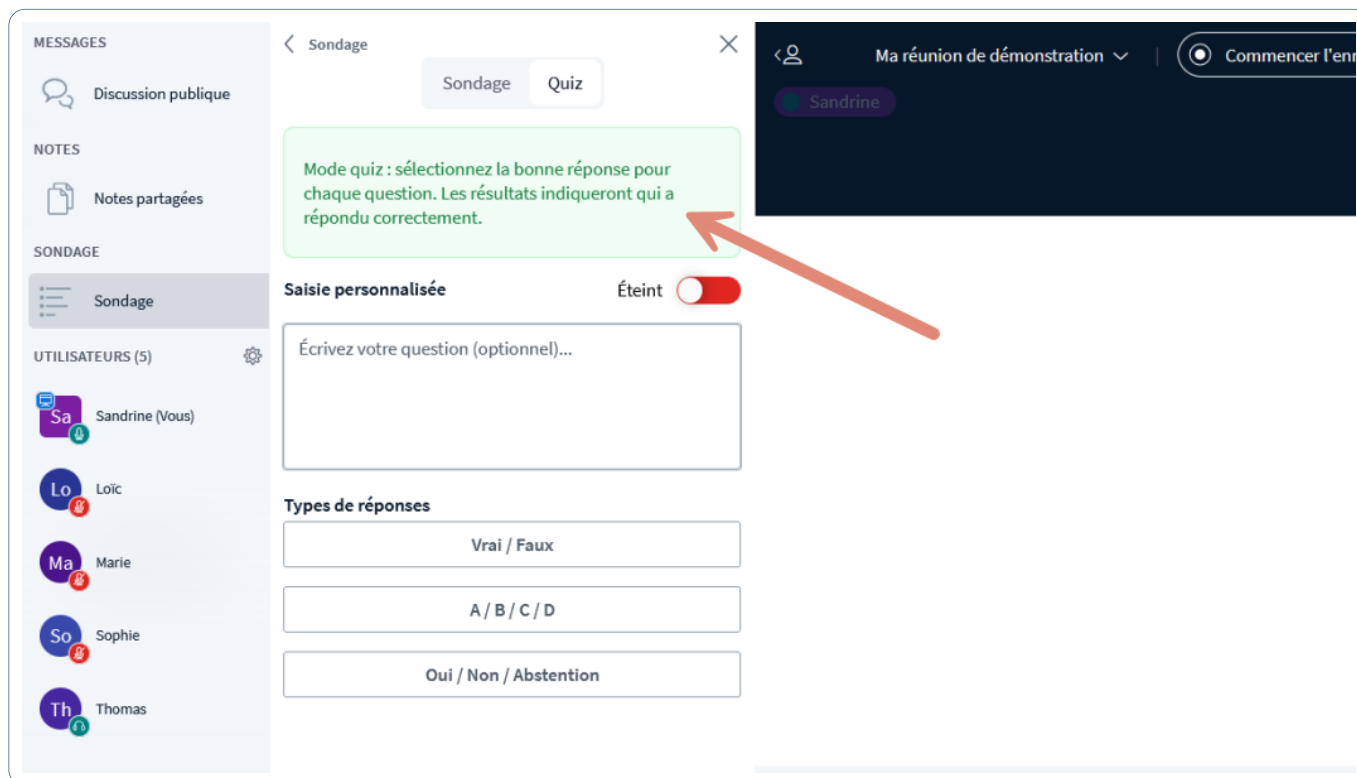 MESSAGES
Discussion publique
NOTES
Notes partagées
SONDAGE
Sondage
UTILISATEURS (5)
Sa
Sandrine (Vous)
Lo
Loïc
Ma
Marie
So
Sophie
Th
Thomas
Sondage
Sondage
Quiz
Mode quiz : sélectionnez la bonne réponse pour
chaque question. Les résultats indiqueront qui a
répondu correctement.
Saisie personnalisée
Éteint
Écrivez votre question (optionnel)...
Types de réponses
Vrai / Faux
A / B / C / D
Oui / Non / Abstention
Ma réunion de démonstration
Commencer l'enr
Sandrine